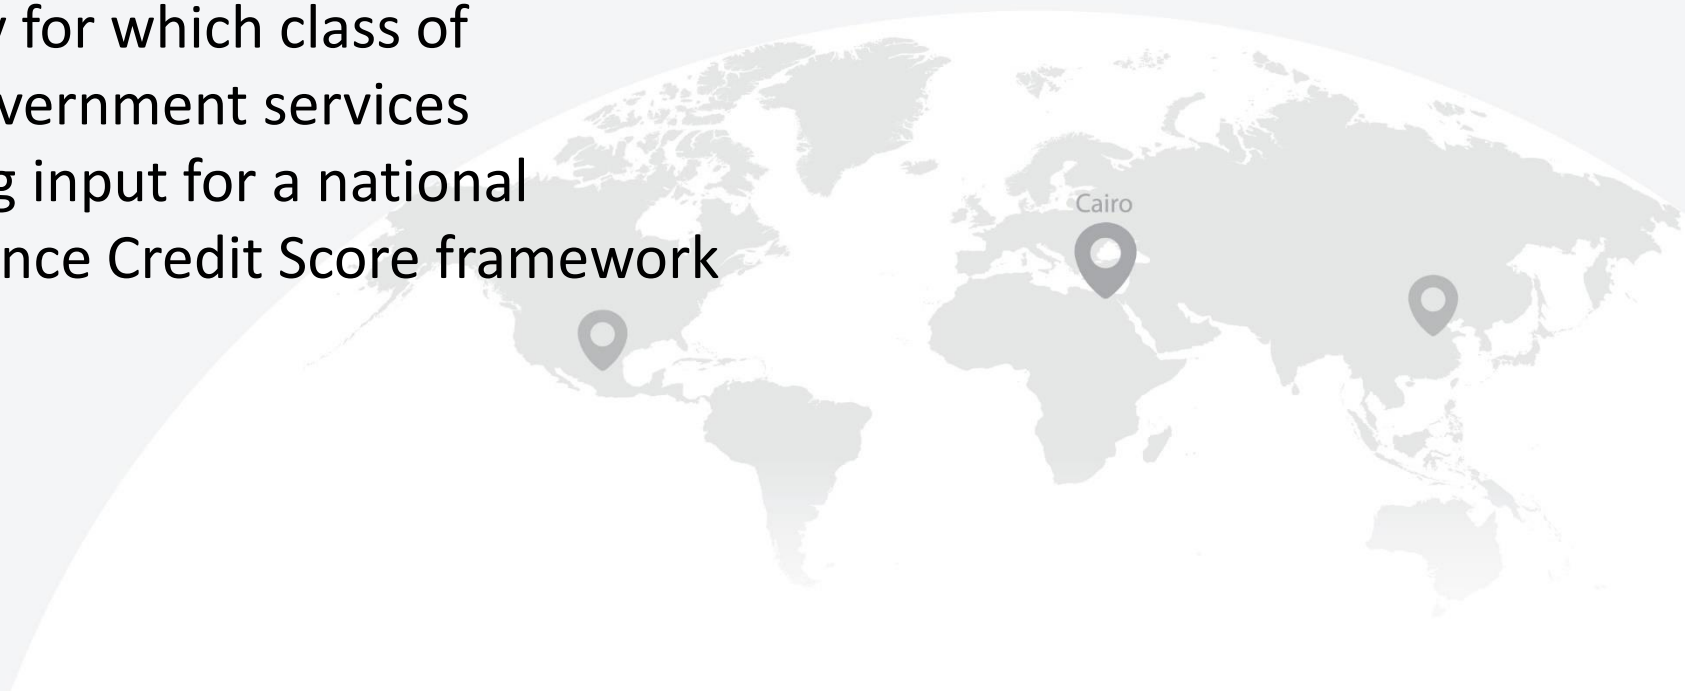 y for which class of
vernment services
g input for a national
nce Credit Score framework
Cairo